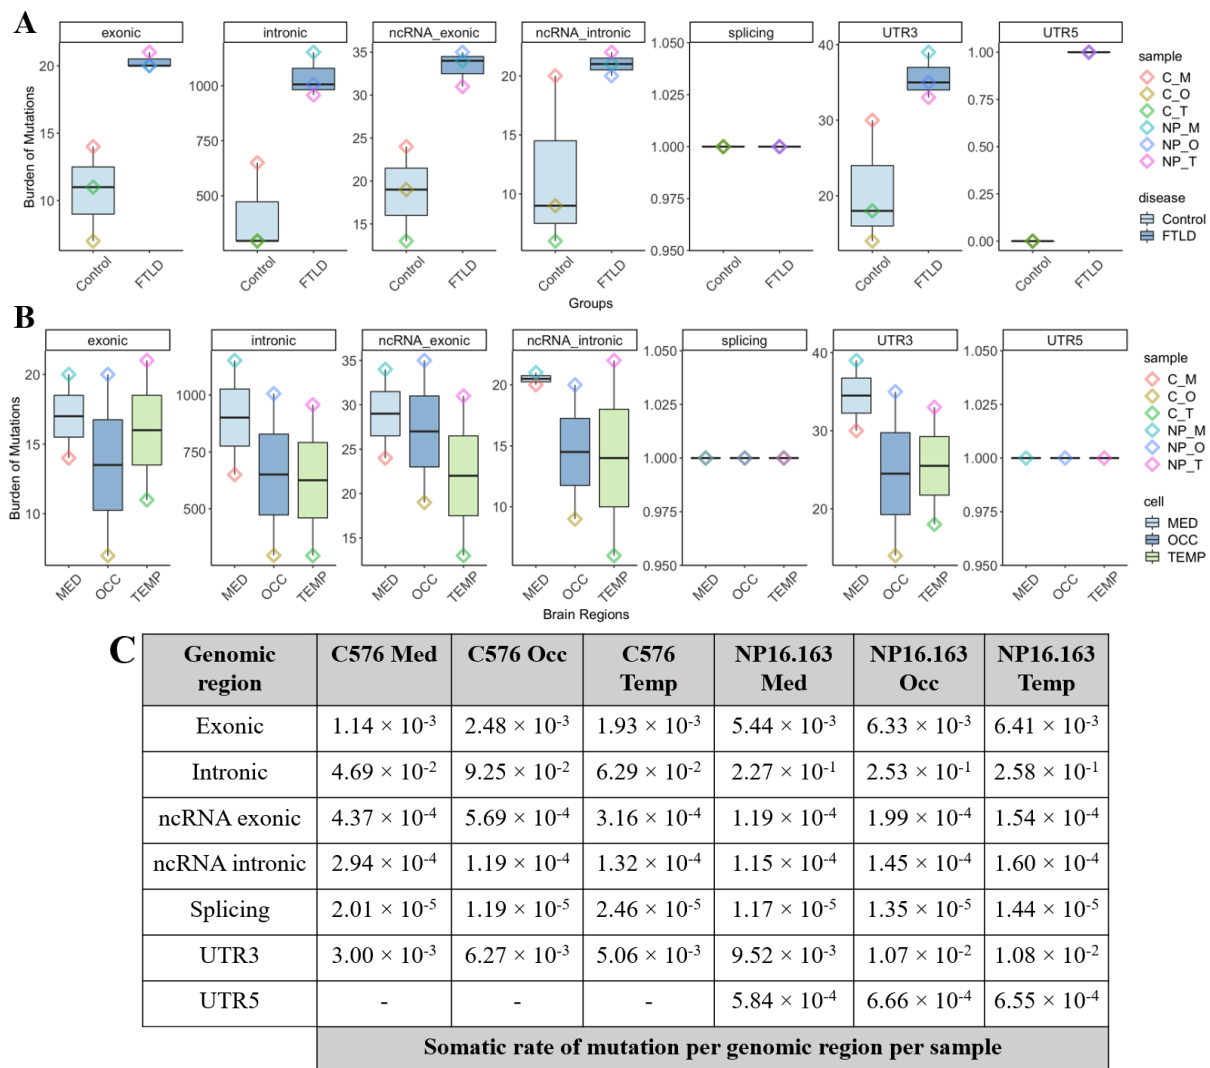 A
exonic
intronic
ncRNA_exonic
ncRNA_intronic
splicing
UTR3
UTR5
Burden of Mutations
20
15
10
1000
750
500
35
30
25
20
15
20
15
10
1.050
1.025
1.000
0.975
0.950
40
30
20
1.00
0.75
0.50
0.25
0.00
Control
FTLD
Control
FTLD
Control
FTLD
Control
FTLD
Control
FTLD
Control
FTLD
Control
FTLD
Groups
sample
C_M
C_O
C_T
NP_M
NP_O
NP_T
disease
Control
FTLD
B
exonic
intronic
ncRNA_exonic
ncRNA_intronic
splicing
UTR3
UTR5
Burden of Mutations
20
15
10
1000
750
500
35
30
25
20
15
20
15
10
1.050
1.025
1.000
0.975
0.950
40
30
20
1.050
1.025
1.000
0.975
0.950
MED
OCC
TEMP
MED
OCC
TEMP
MED
OCC
TEMP
MED
OCC
TEMP
MED
OCC
TEMP
MED
OCC
TEMP
MED
OCC
TEMP
Brain Regions
sample
C_M
C_O
C_T
NP_M
NP_O
NP_T
cell
MED
OCC
TEMP
C
Genomic region C576 Med C576 Occ C576 Temp NP16.163 Med NP16.163 Occ NP16.163 Temp
Exonic 1.14 × 10⁻³ 2.48 × 10⁻³ 1.93 × 10⁻³ 5.44 × 10⁻³ 6.33 × 10⁻³ 6.41 × 10⁻³
Intronic 4.69 × 10⁻² 9.25 × 10⁻² 6.29 × 10⁻² 2.27 × 10⁻¹ 2.53 × 10⁻¹ 2.58 × 10⁻¹
ncRNA exonic 4.37 × 10⁻⁴ 5.69 × 10⁻⁴ 3.16 × 10⁻⁴ 1.19 × 10⁻⁴ 1.99 × 10⁻⁴ 1.54 × 10⁻⁴
ncRNA intronic 2.94 × 10⁻⁴ 1.19 × 10⁻⁴ 1.32 × 10⁻⁴ 1.15 × 10⁻⁴ 1.45 × 10⁻⁴ 1.60 × 10⁻⁴
Splicing 2.01 × 10⁻⁵ 1.19 × 10⁻⁵ 2.46 × 10⁻⁵ 1.17 × 10⁻⁵ 1.35 × 10⁻⁵ 1.44 × 10⁻⁵
UTR3 3.00 × 10⁻³ 6.27 × 10⁻³ 5.06 × 10⁻³ 9.52 × 10⁻³ 1.07 × 10⁻² 1.08 × 10⁻²
UTR5 - - - 5.84 × 10⁻⁴ 6.66 × 10⁻⁴ 6.55 × 10⁻⁴
Somatic rate of mutation per genomic region per sample